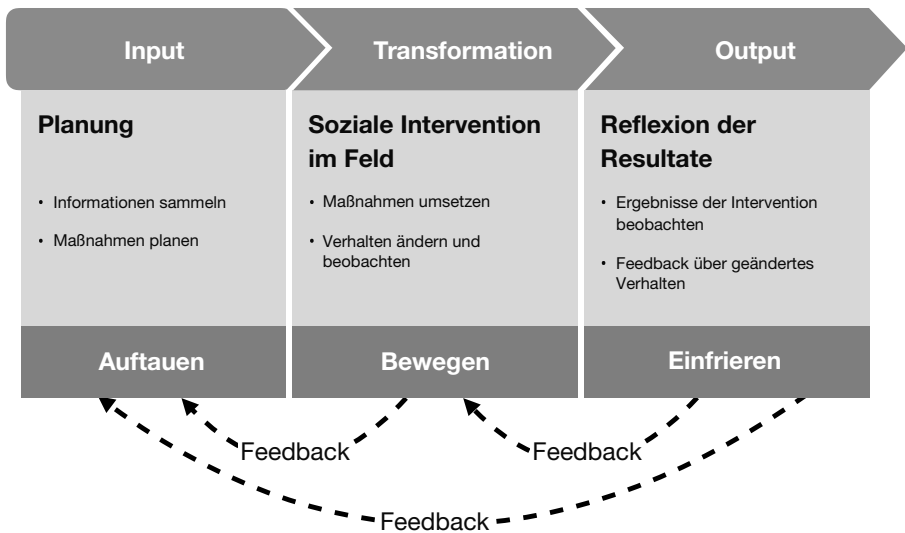 Input
Transformation
Output
Planung
• Informationen sammeln
• Maßnahmen planen
Soziale Intervention
im Feld
• Maßnahmen umsetzen
• Verhalten ändern und
beobachten
Reflexion der
Resultate
• Ergebnisse der Intervention
beobachten
• Feedback über geändertes
Verhalten
Auftauen
Bewegen
Einfrieren
Feedback
Feedback
Feedback